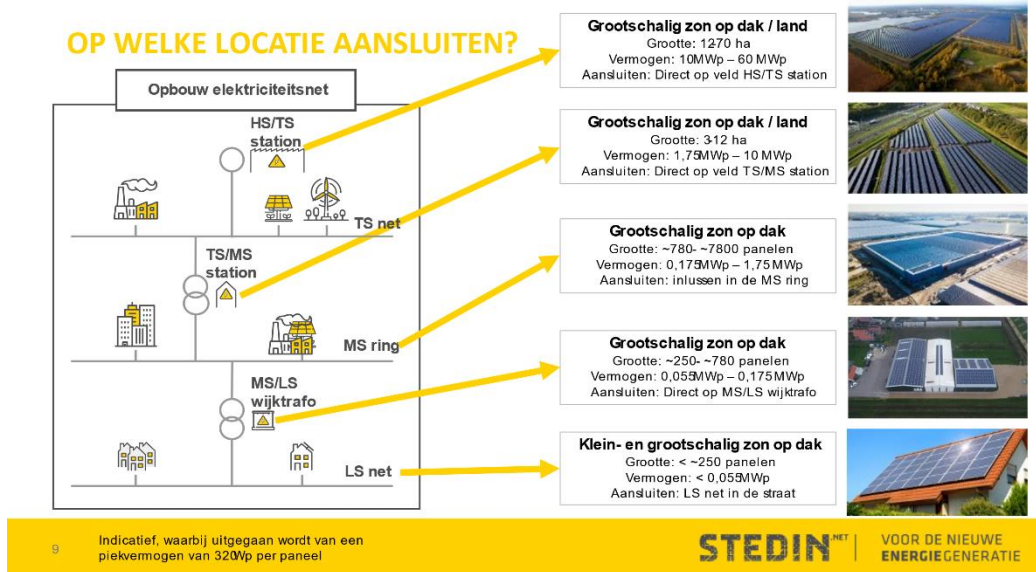 OP WELKE LOCATIE AANSLUITEN?
Opbouw elektriciteitsnet
HS/TS
station
TS net
TS/MS
station
MS ring
MS/LS
wijktrafo
LS net
Grootschalig zon op dak / land
Grootte: 12-70 ha
Vermogen: 10MWp – 60 MWp
Aansluiten: Direct op veld HS/TS station
Grootschalig zon op dak / land
Grootte: 3-12 ha
Vermogen: 1,75MWp – 10 MWp
Aansluiten: Direct op veld TS/MS station
Grootschalig zon op dak
Grootte: ~780- ~7800 panelen
Vermogen: 0,175MWp – 1,75 MWp
Aansluiten: inlussen in de MS ring
Grootschalig zon op dak
Grootte: ~250- ~780 panelen
Vermogen: 0,055MWp – 0,175MWp
Aansluiten: Direct op MS/LS wijktrafo
Klein- en grootschalig zon op dak
Grootte: < ~250 panelen
Vermogen: < 0,055MWp
Aansluiten: LS net in de straat
9
Indicatief, waarbij uitgegaan wordt van een
piekvermogen van 320Wp per paneel
STEDIN.NET
VOOR DE NIEUWE
ENERGIEGENERATIE